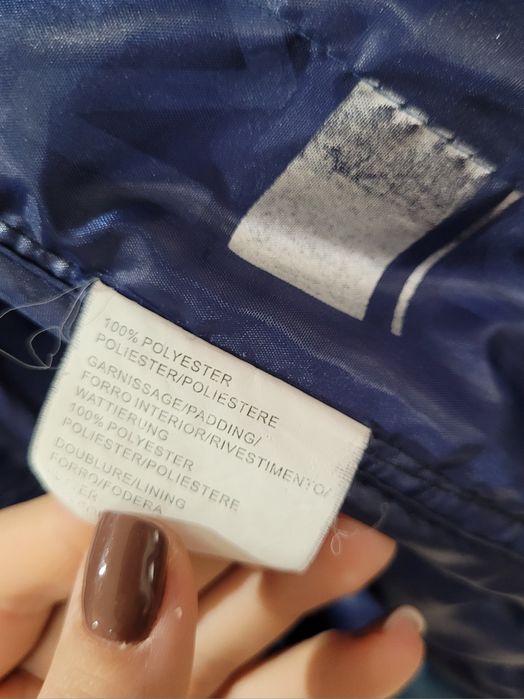 100% POLYESTER
POLIESTER/POLIESTERE
GARNISSAGE/PADDING/
FORRO INTERIOR/RIVESTIMENTO/
WATTIERUNG
100% POLYESTER
POLIESTER/POLIESTERE
DOUBLURE/LINING
FORRO/FODERA